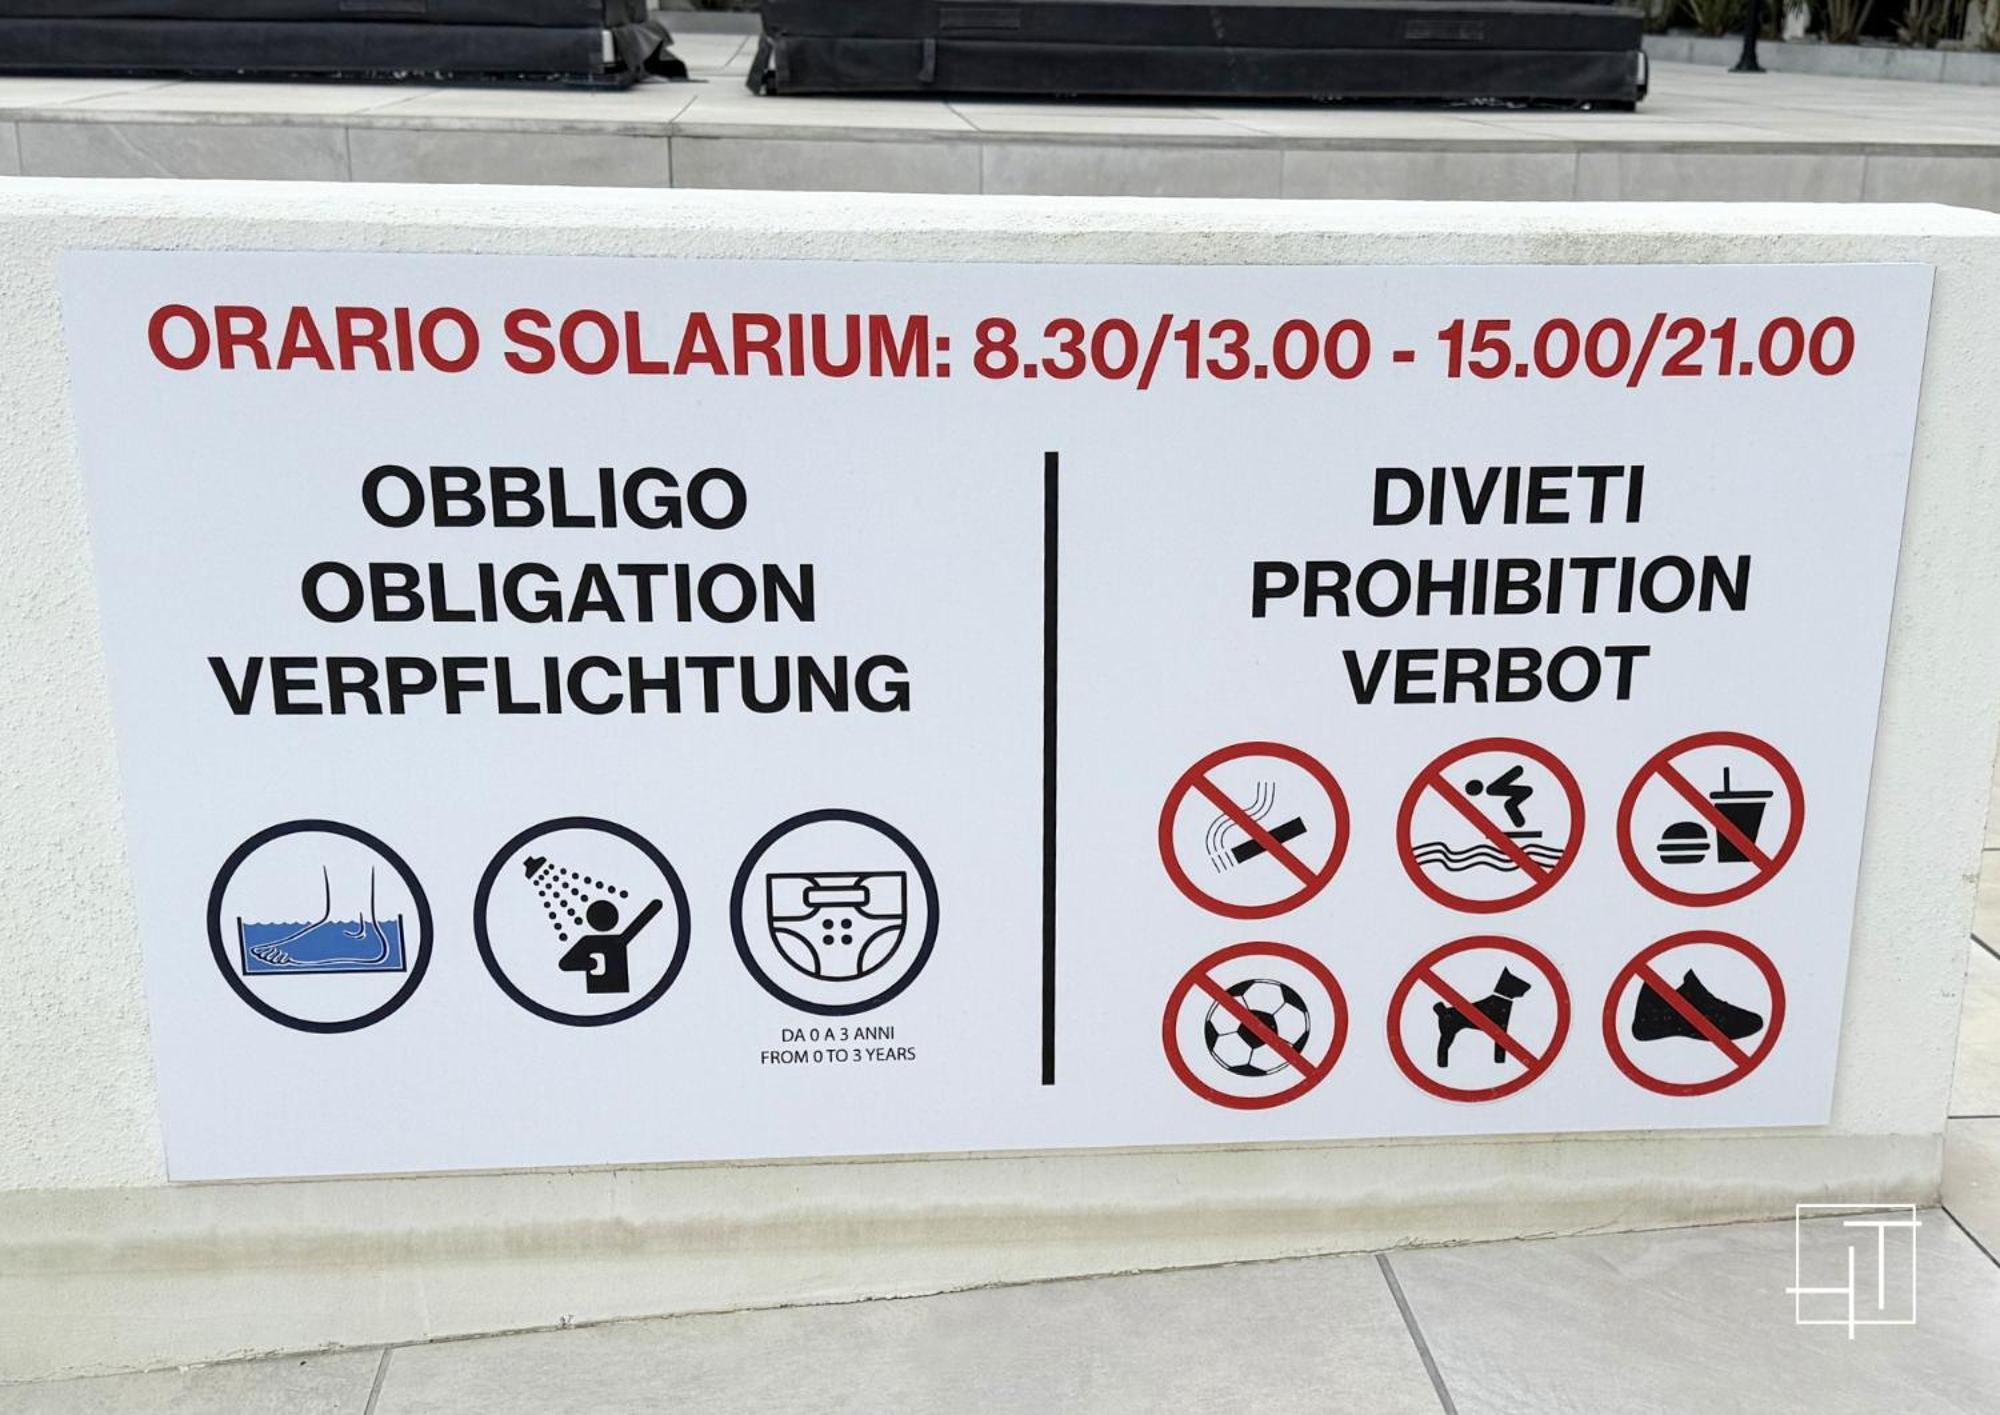 ORARIO SOLARIUM: 8.30/13.00 - 15.00/21.00
OBBLIGO
OBLIGATION
VERPFLICHTUNG
DA 0 A 3 ANNI
FROM 0 TO 3 YEARS
DIVIETI
PROHIBITION
VERBOT